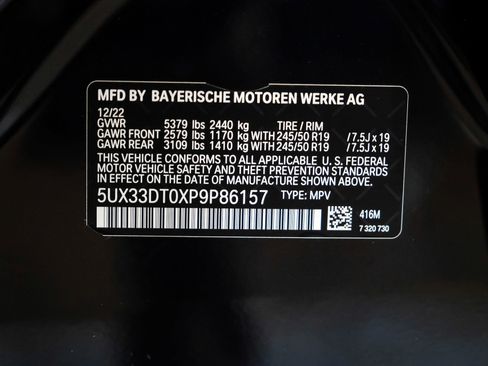 MFD BY BAYERISCHE MOTOREN WERKE AG
12/22
GVWR 5379 lbs 2440 kg TIRE / RIM
GAWR FRONT 2579 lbs 1170 kg WITH 245/50 R19 / 7.5J x 19
GAWR REAR 3109 lbs 1410 kg WITH 245/50 R19 / 7.5J x 19
THIS VEHICLE CONFORMS TO ALL APPLICABLE U. S. FEDERAL
MOTOR VEHICLE SAFETY AND THEFT PREVENTION STANDARDS
IN EFFECT ON THE DATE OF MANUFACTURE SHOWN ABOVE.
5UX33DT0XP9P86157 TYPE: MPV
416M
7 320 730